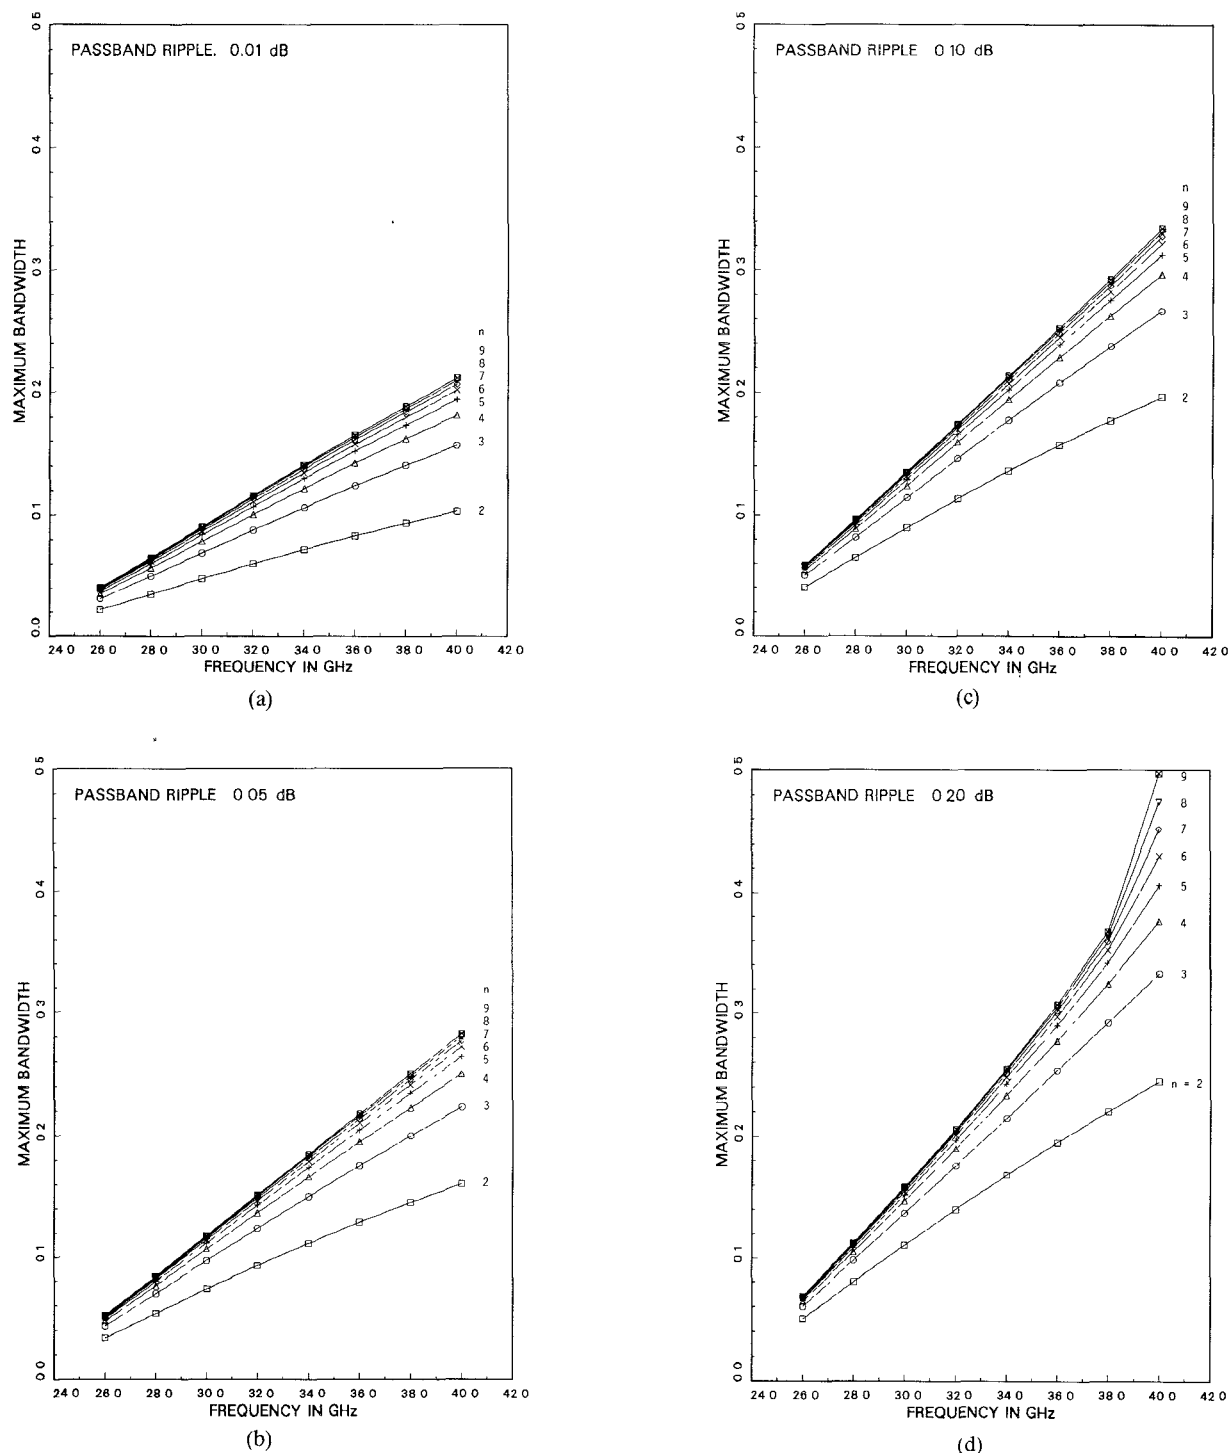 PASSBAND RIPPLE. 0.01 dB
MAXIMUM BANDWIDTH
0.5
0.4
0.3
0.2
0.1
0.0
n
9
8
7
6
5
4
3
2
24 0 26 0 28 0 30 0 32 0 34 0 36 0 38 0 40 0 42 0
FREQUENCY IN GHz
(a)
PASSBAND RIPPLE 0 10 dB
MAXIMUM BANDWIDTH
0 5
0 4
0 3
0 2
0 1
0 0
n
9
8
7
6
5
4
3
2
24 0 26 0 28 0 30 0 32 0 34 0 36 0 38 0 40 0 42 0
FREQUENCY IN GHz
(c)
PASSBAND RIPPLE 0 05 dB
MAXIMUM BANDWIDTH
0 5
0 4
0 3
0 2
0 1
0 0
n
9
8
7
6
5
4
3
2
24 0 26 0 28 0 30 0 32 0 34 0 36 0 38 0 40 0 42 0
FREQUENCY IN GHz
(b)
PASSBAND RIPPLE 0 20 dB
MAXIMUM BANDWIDTH
0 5
0 4
0 3
0 2
0 1
0 0
9
8
7
6
5
4
3
n = 2
24 0 26 0 28 0 30 0 32 0 34 0 36 0 38 0 40 0 42 0
FREQUENCY IN GHz
(d)